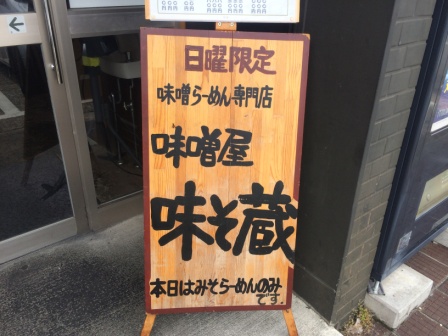 日曜限定
味噌らーめん専門店
味噌屋
味そ蔵
本日はみそらーめんのみ
です.